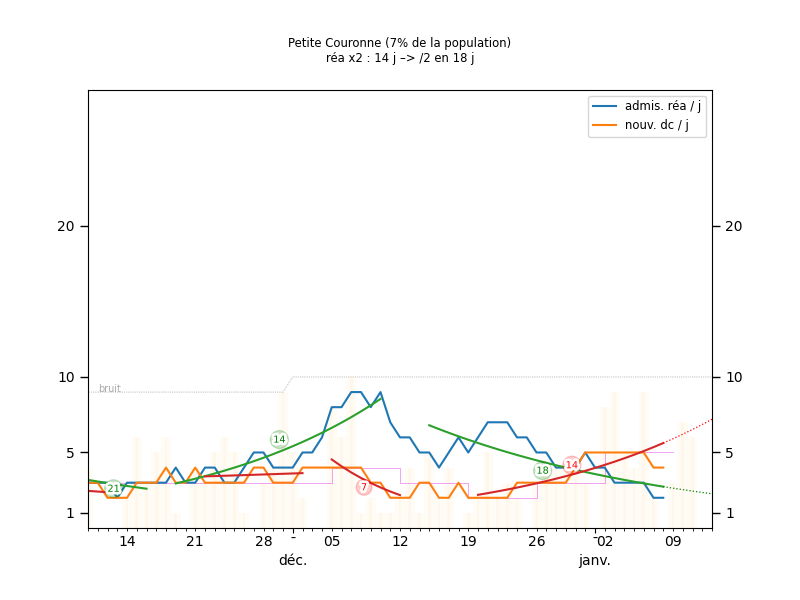 Petite Couronne (7% de la population)
réa x2 : 14 j –> /2 en 18 j
admis. réa / j
nouv. dc / j
20 20
10 10
bruit
14
14
18
5 5
21
7
1 1
14 21 28 - 05 12 19 26 - 02 09
déc. janv.